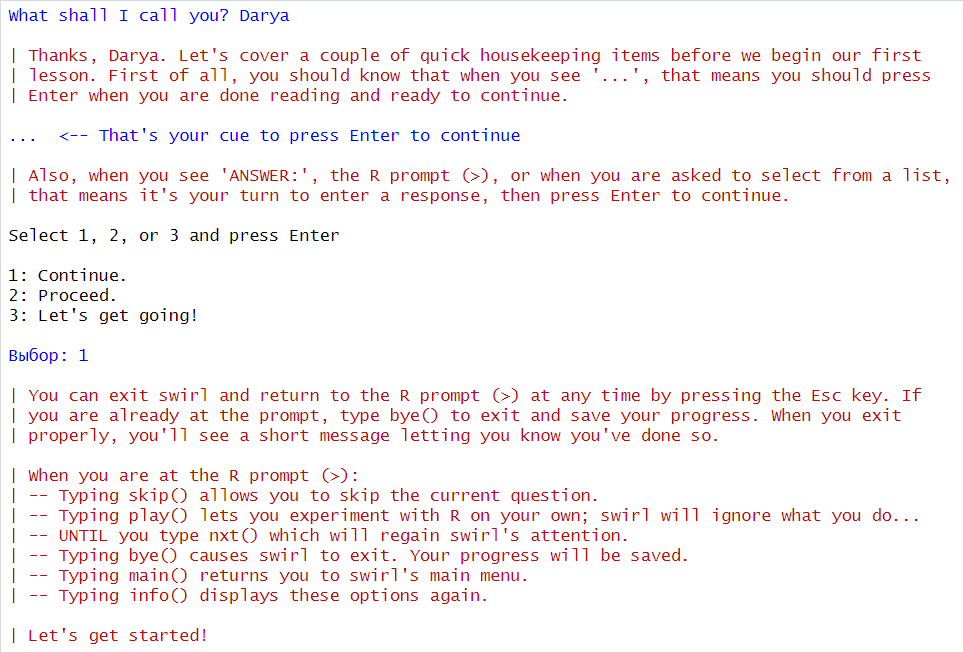 What shall I call you? Darya
| Thanks, Darya. Let's cover a couple of quick housekeeping items before we begin our first
| lesson. First of all, you should know that when you see '...', that means you should press
| Enter when you are done reading and ready to continue.
... <-- That's your cue to press Enter to continue
| Also, when you see 'ANSWER:', the R prompt (>), or when you are asked to select from a list,
| that means it's your turn to enter a response, then press Enter to continue.
Select 1, 2, or 3 and press Enter
1: Continue.
2: Proceed.
3: Let's get going!
Выбор: 1
| You can exit swirl and return to the R prompt (>) at any time by pressing the Esc key. If
| you are already at the prompt, type bye() to exit and save your progress. When you exit
| properly, you'll see a short message letting you know you've done so.
| When you are at the R prompt (>):
| -- Typing skip() allows you to skip the current question.
| -- Typing play() lets you experiment with R on your own; swirl will ignore what you do...
| -- UNTIL you type nxt() which will regain swirl's attention.
| -- Typing bye() causes swirl to exit. Your progress will be saved.
| -- Typing main() returns you to swirl's main menu.
| -- Typing info() displays these options again.
| Let's get started!